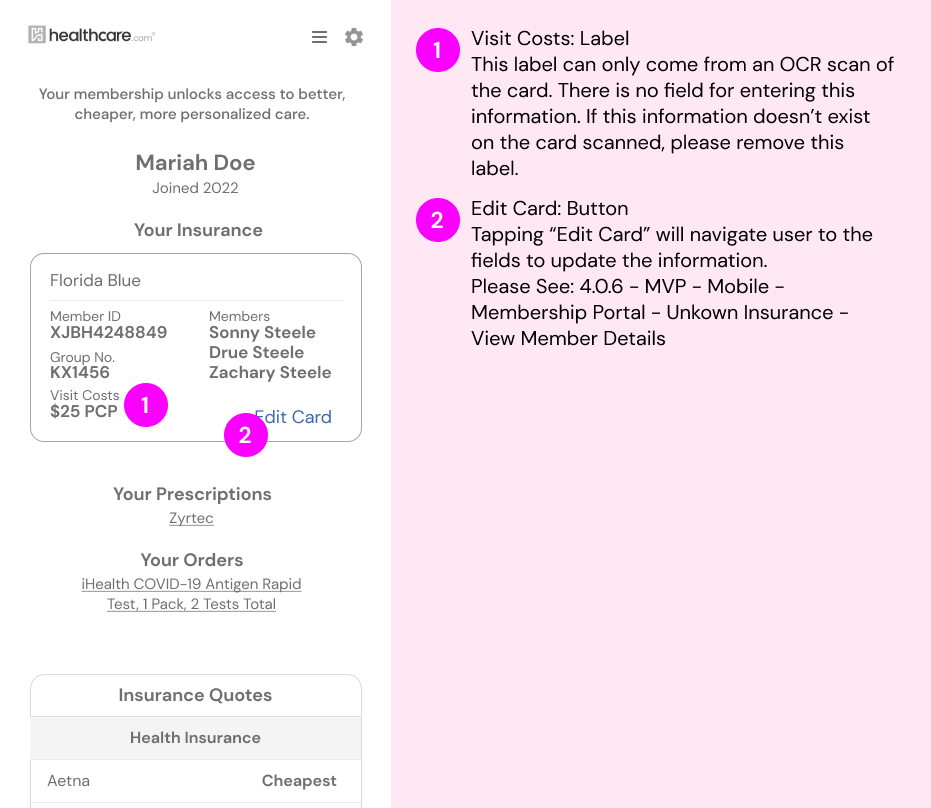 healthcare.com
Your membership unlocks access to better,
cheaper, more personalized care.
Mariah Doe
Joined 2022
Your Insurance
Florida Blue
Member ID
XJBH4248849
Group No.
KX1456
Visit Costs
$25 PCP
1
Members
Sonny Steele
Drue Steele
Zachary Steele
Edit Card
2
Your Prescriptions
Zyrtec
Your Orders
iHealth COVID-19 Antigen Rapid
Test, 1 Pack, 2 Tests Total
Insurance Quotes
Health Insurance
Aetna Cheapest
1
Visit Costs: Label
This label can only come from an OCR scan of
the card. There is no field for entering this
information. If this information doesn’t exist
on the card scanned, please remove this
label.
2
Edit Card: Button
Tapping “Edit Card” will navigate user to the
fields to update the information.
Please See: 4.0.6 - MVP - Mobile -
Membership Portal - Unkown Insurance -
View Member Details